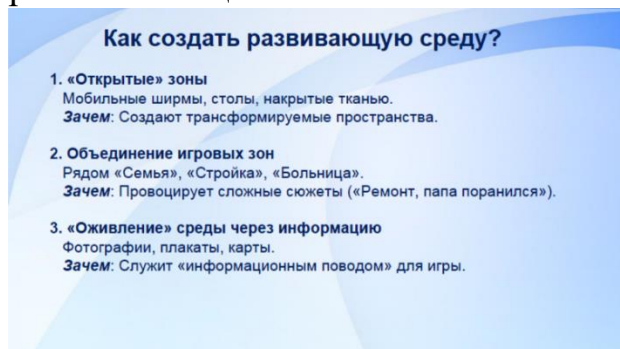 Как создать развивающую среду?
1. «Открытые» зоны
Мобильные ширмы, столы, накрытые тканью.
Зачем: Создают трансформируемые пространства.
2. Объединение игровых зон
Рядом «Семья», «Стройка», «Больница».
Зачем: Провоцирует сложные сюжеты («Ремонт, папа поранился»).
3. «Оживление» среды через информацию
Фотографии, плакаты, карты.
Зачем: Служит «информационным поводом» для игры.